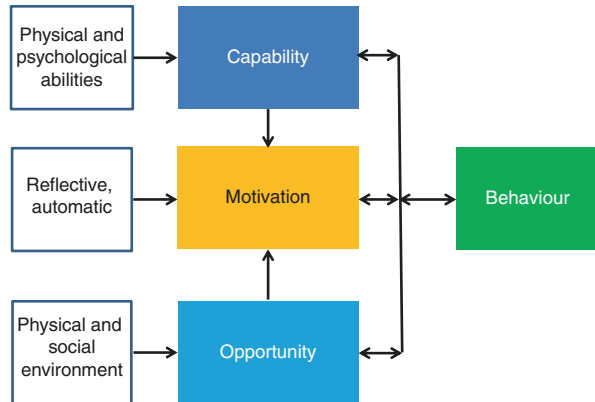 Physical and
psychological
abilities
Capability
Reflective,
automatic
Motivation
Behaviour
Physical and
social
environment
Opportunity